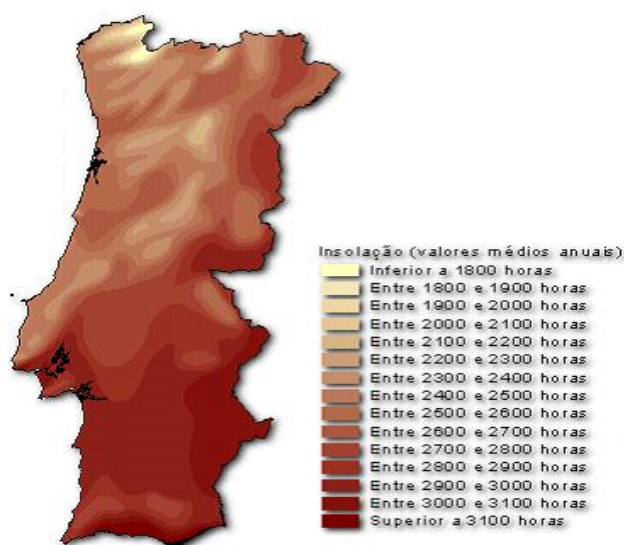 Insolação (valores médios anuais)
Inferior a 1800 horas
Entre 1800 e 1900 horas
Entre 1900 e 2000 horas
Entre 2000 e 2100 horas
Entre 2100 e 2200 horas
Entre 2200 e 2300 horas
Entre 2300 e 2400 horas
Entre 2400 e 2500 horas
Entre 2500 e 2600 horas
Entre 2600 e 2700 horas
Entre 2700 e 2800 horas
Entre 2800 e 2900 horas
Entre 2900 e 3000 horas
Entre 3000 e 3100 horas
Superior a 3100 horas